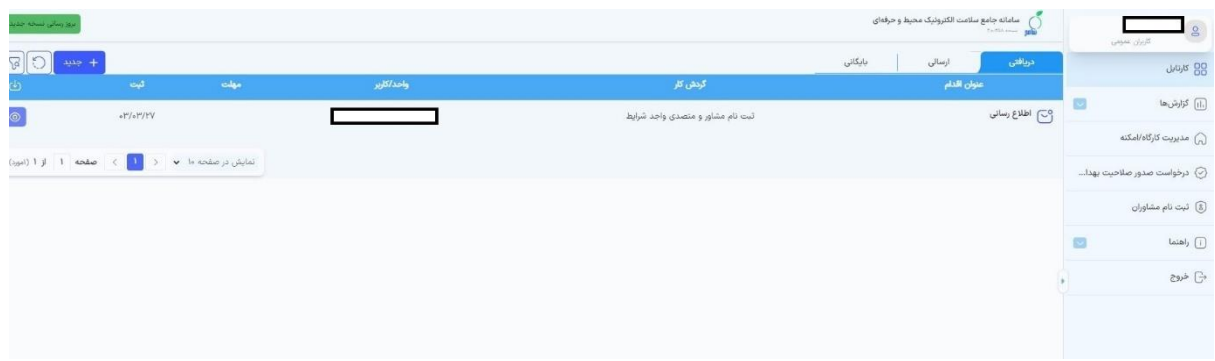 سامانه جامع سلامت الکترونیک محیط و حرفه‌ای
بروز رسانی نسخه جدید
کاربران عمومی
کارتابل
گزارش‌ها
مدیریت کارگاه/امکنه
درخواست صدور صلاحیت بهدا...
ثبت نام مشاوران
راهنما
خروج
دریافتی
ارسالی
بایگانی
+ جدید
عنوان اقدام
گردش کار
واحد/کاربر
مهلت
ثبت
اطلاع رسانی
ثبت نام مشاور و متصدی واجد شرایط
۰۳/۰۳/۲۷
نمایش در صفحه ۱۰
۱
صفحه ۱ از ۱ (۱مورد)